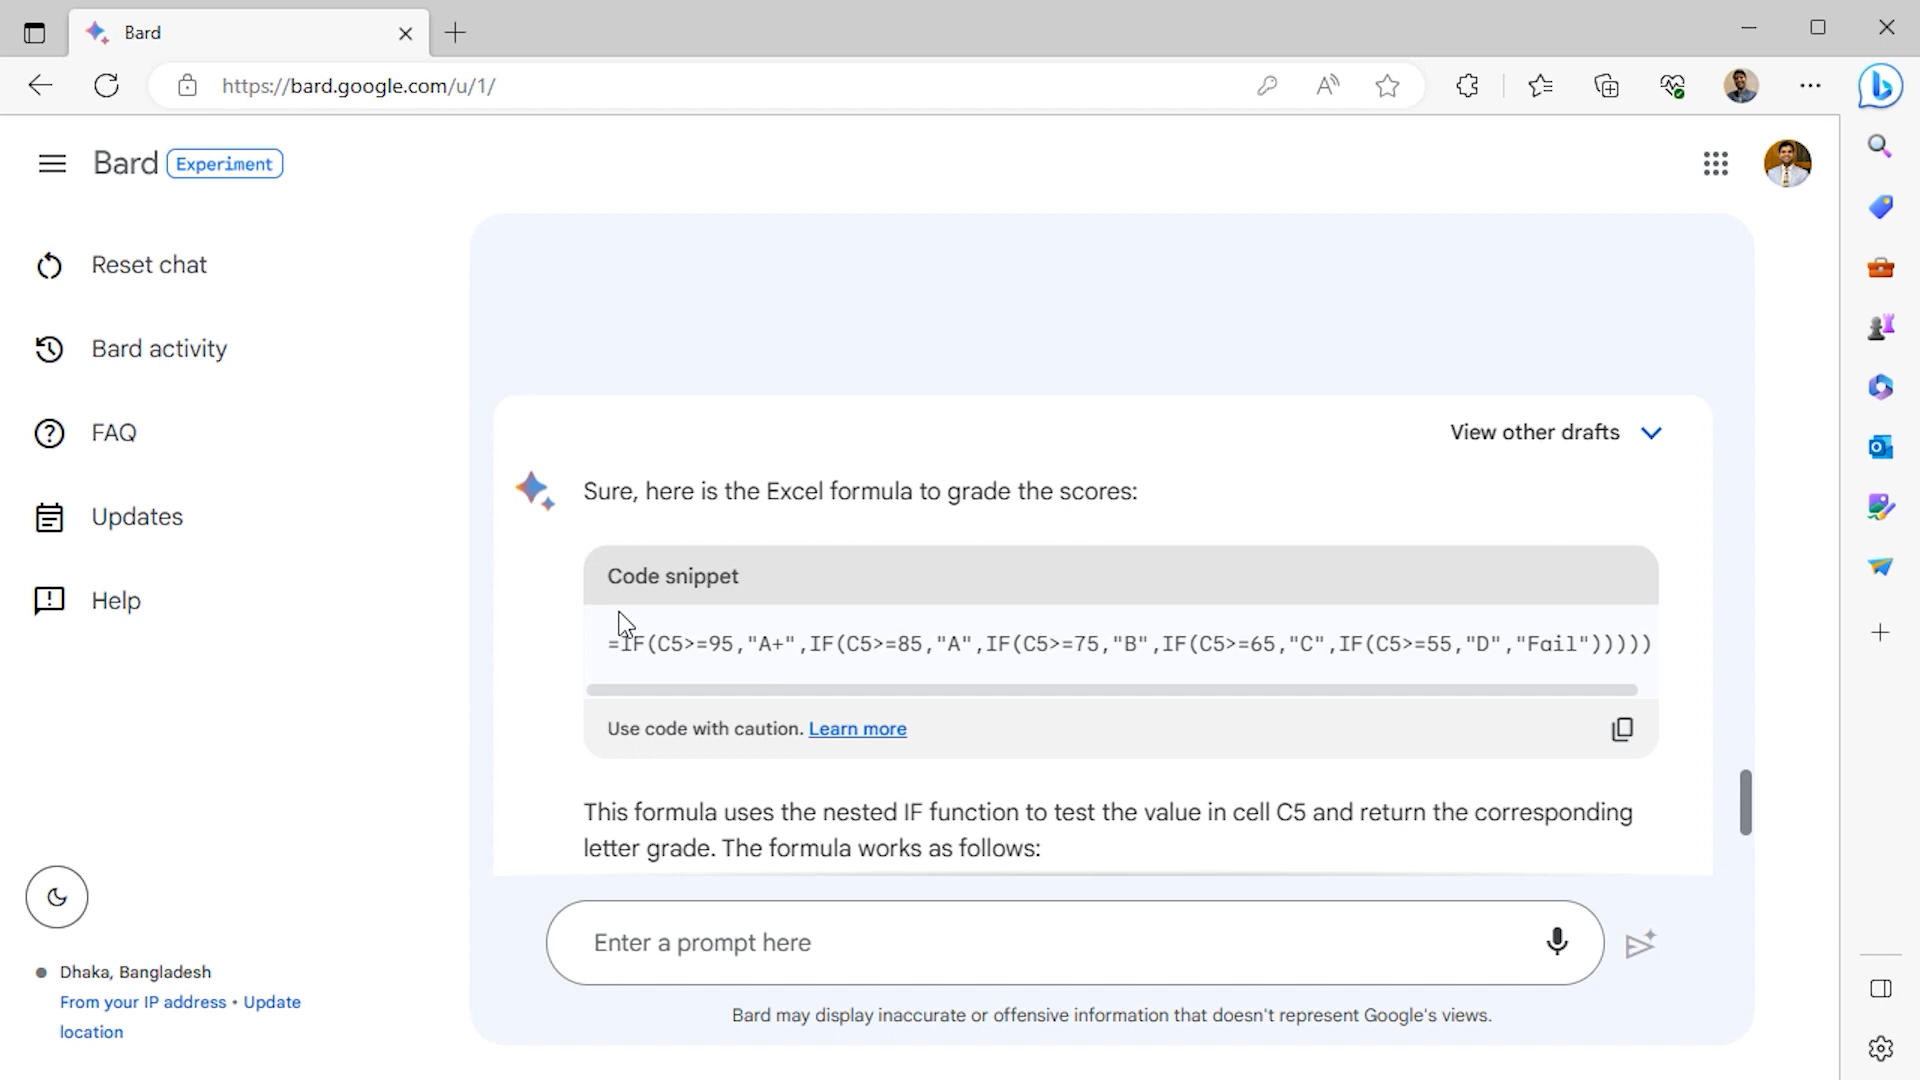 Bard
https://bard.google.com/u/1/
Bard Experiment
Reset chat
Bard activity
FAQ
Updates
Help
View other drafts
Sure, here is the Excel formula to grade the scores:
Code snippet
=IF(C5>=95,"A+",IF(C5>=85,"A",IF(C5>=75,"B",IF(C5>=65,"C",IF(C5>=55,"D","Fail")))))
Use code with caution. Learn more
This formula uses the nested IF function to test the value in cell C5 and return the corresponding
letter grade. The formula works as follows:
Enter a prompt here
Bard may display inaccurate or offensive information that doesn't represent Google's views.
Dhaka, Bangladesh
From your IP address • Update
location